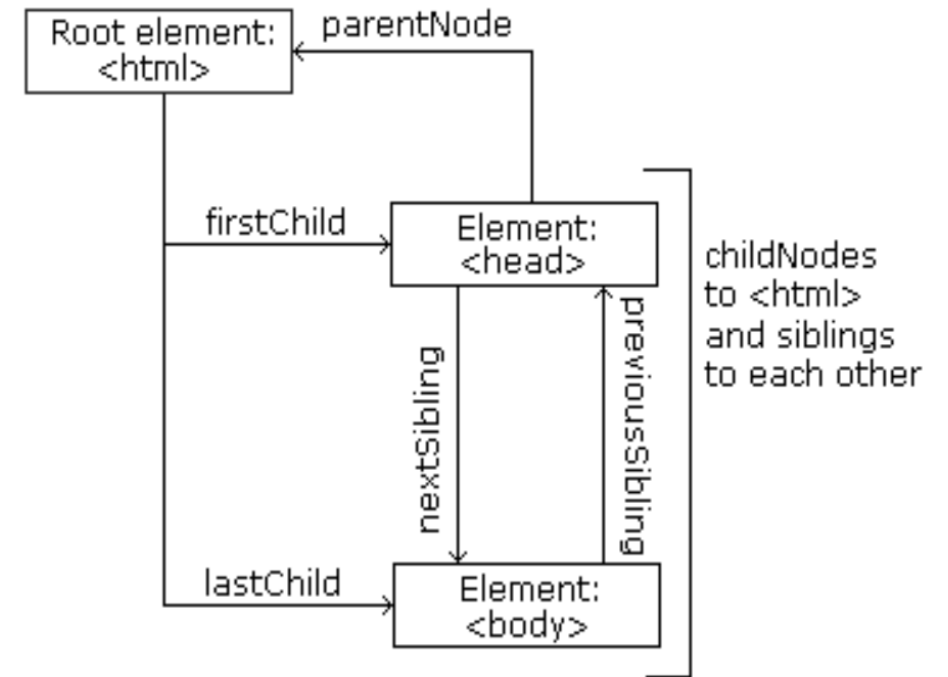 Root element:
<html>
parentNode
firstChild
Element:
<head>
childNodes
to <html>
and siblings
to each other
nextSibling
previousSibling
lastChild
Element:
<body>